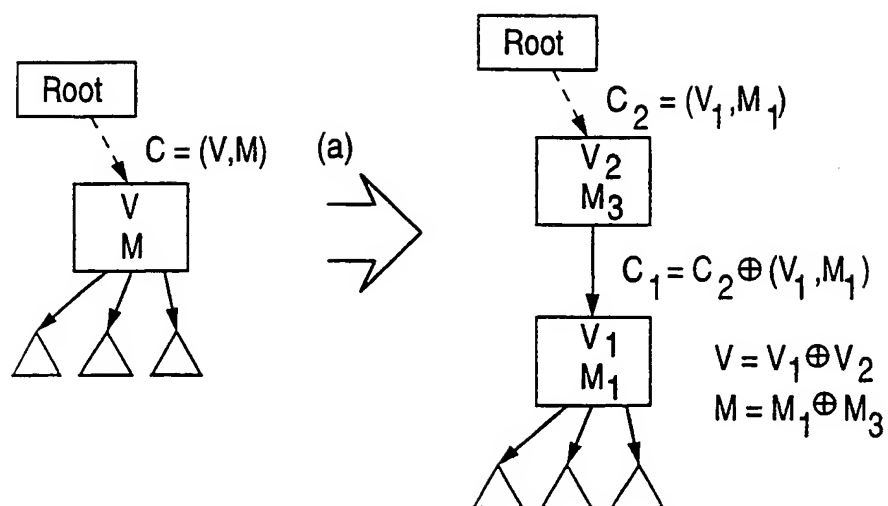 Root
C = (V,M)
V
M
(a)
Root
C₂ = (V₁,M₁)
V₂
M₃
C₁ = C₂ ⊕ (V₁,M₁)
V₁
M₁
V = V₁ ⊕ V₂
M = M₁ ⊕ M₃